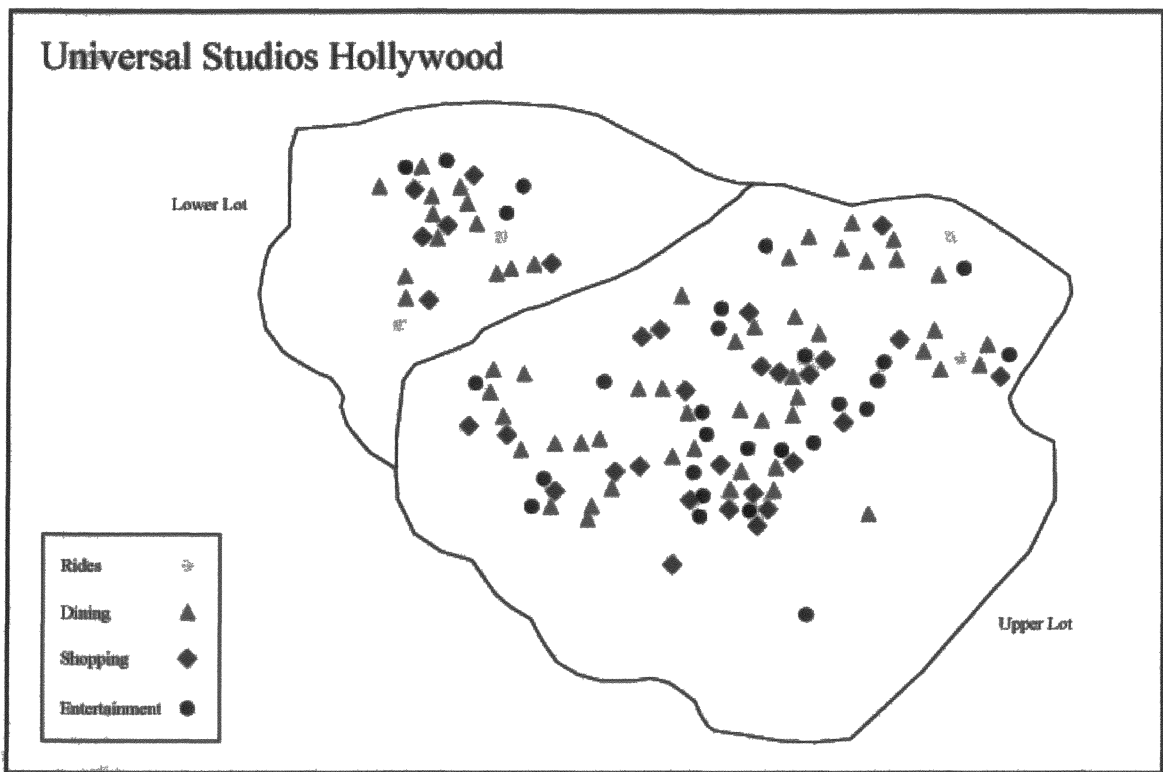 Universal Studios Hollywood
Lower Lot
Rides
Dining
Shopping
Entertainment
Upper Lot